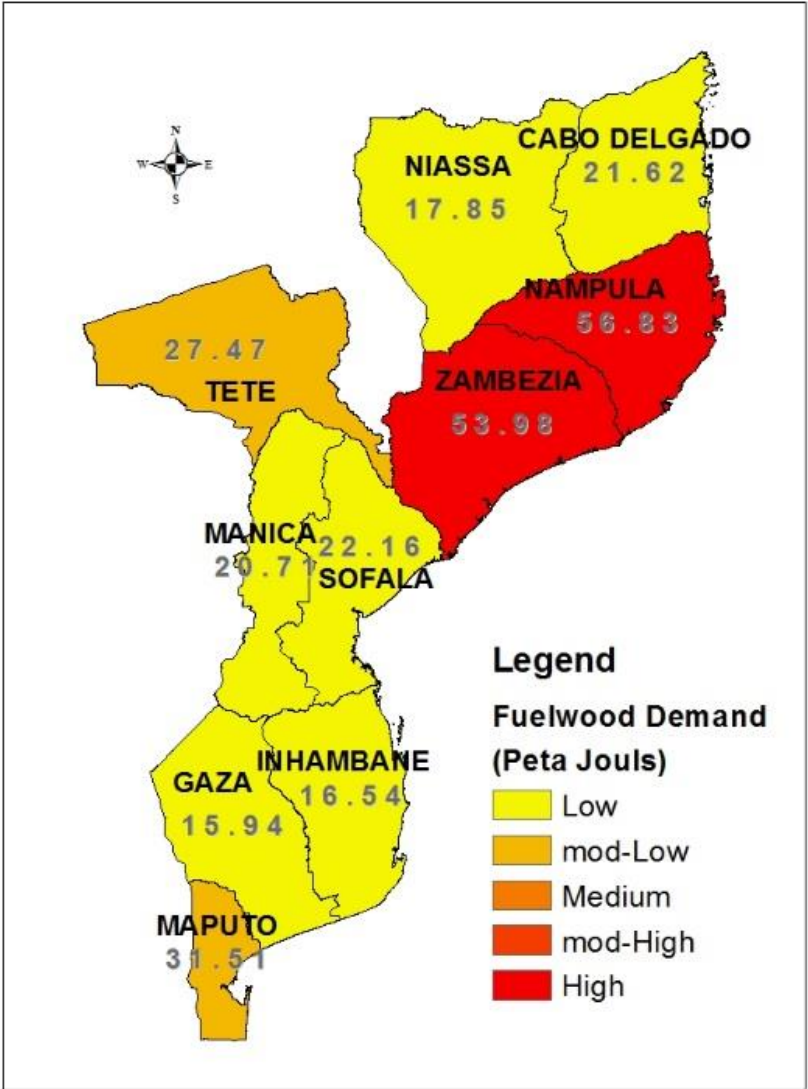 N
W E
S
CABO DELGADO
21.62
NIASSA
17.85
NAMPULA
56.83
27.47
TETE
ZAMBEZIA
53.98
MANICA
20.71
22.16
SOFALA
INHAMBANE
16.54
GAZA
15.94
MAPUTO
31.51
Legend
Fuelwood Demand
(Peta Jouls)
Low
mod-Low
Medium
mod-High
High